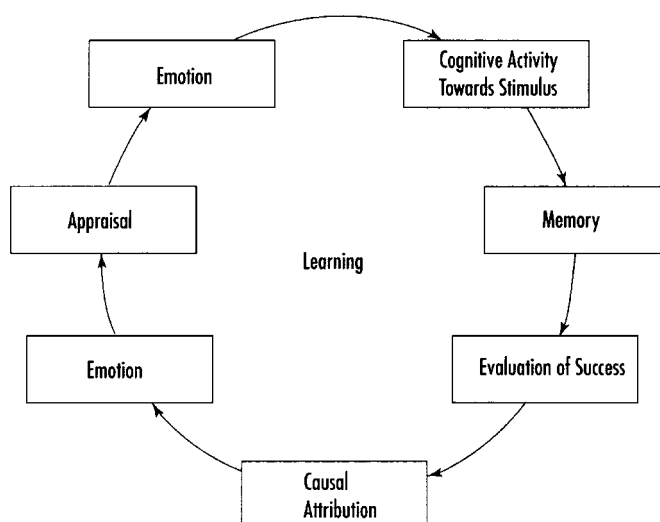 Emotion
Cognitive Activity
Towards Stimulus
Appraisal
Memory
Learning
Emotion
Evaluation of Success
Causal
Attribution